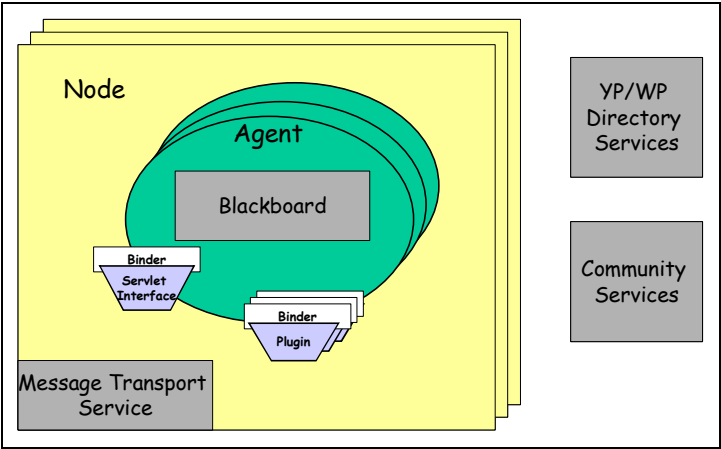 Node
Agent
Blackboard
Binder
Servlet
Interface
Binder
Plugin
Message Transport
Service
YP/WP
Directory
Services
Community
Services